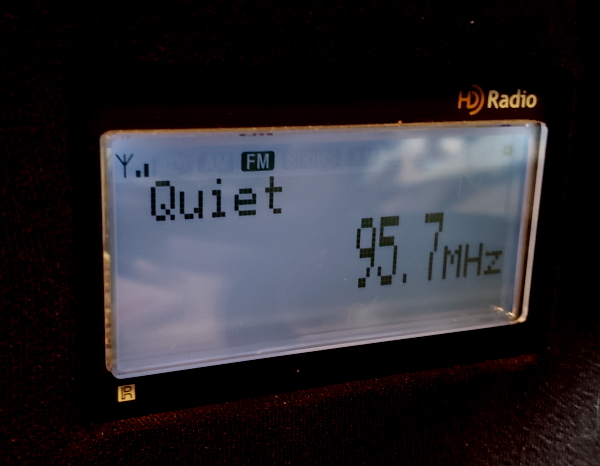 HD Radio
FM
Quiet
95.7MHz